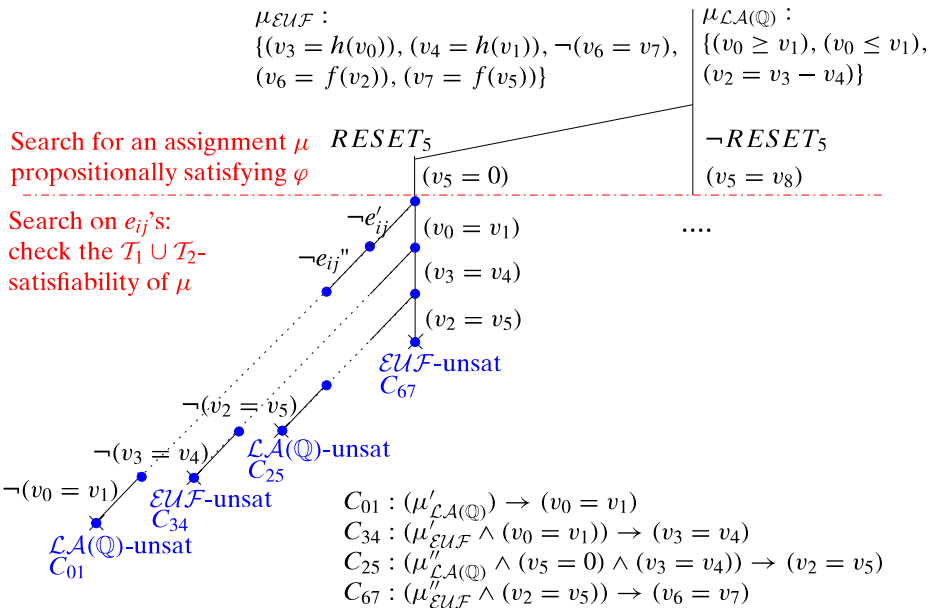 μ_EUF :
{(v3 = h(v0)), (v4 = h(v1)), ¬(v6 = v7),
(v6 = f(v2)), (v7 = f(v5))}
μ_LA(ℚ) :
{(v0 ≥ v1), (v0 ≤ v1),
(v2 = v3 − v4)}
Search for an assignment μ
propositionally satisfying φ
RESET5
¬RESET5
(v5 = 0)
(v5 = v8)
Search on e_ij's:
check the T1 ∪ T2-
satisfiability of μ
¬e'_ij
¬e_ij"
(v0 = v1)
....
(v3 = v4)
(v2 = v5)
EUF-unsat
C67
¬(v2 = v5)
LA(ℚ)-unsat
C25
¬(v3 = v4)
EUF-unsat
C34
¬(v0 = v1)
LA(ℚ)-unsat
C01
C01 : (μ'_LA(ℚ)) → (v0 = v1)
C34 : (μ'_EUF ∧ (v0 = v1)) → (v3 = v4)
C25 : (μ''_LA(ℚ) ∧ (v5 = 0) ∧ (v3 = v4)) → (v2 = v5)
C67 : (μ''_EUF ∧ (v2 = v5)) → (v6 = v7)